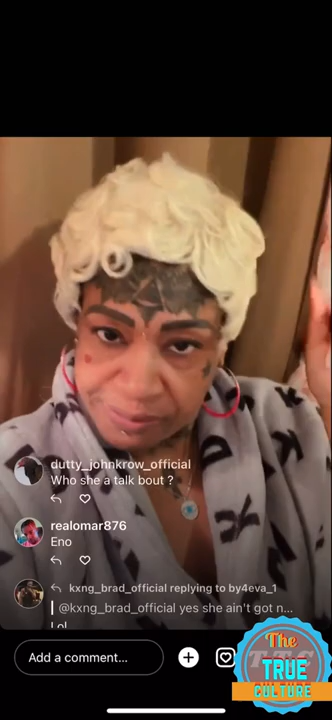 dutty_johnkrow_official
Who she a talk bout ?
realomar876
Eno
kxng_brad_official replying to by4eva_1
@kxng_brad_official yes she ain't got n...
Lol
Add a comment...
The
TRUE
CULTURE